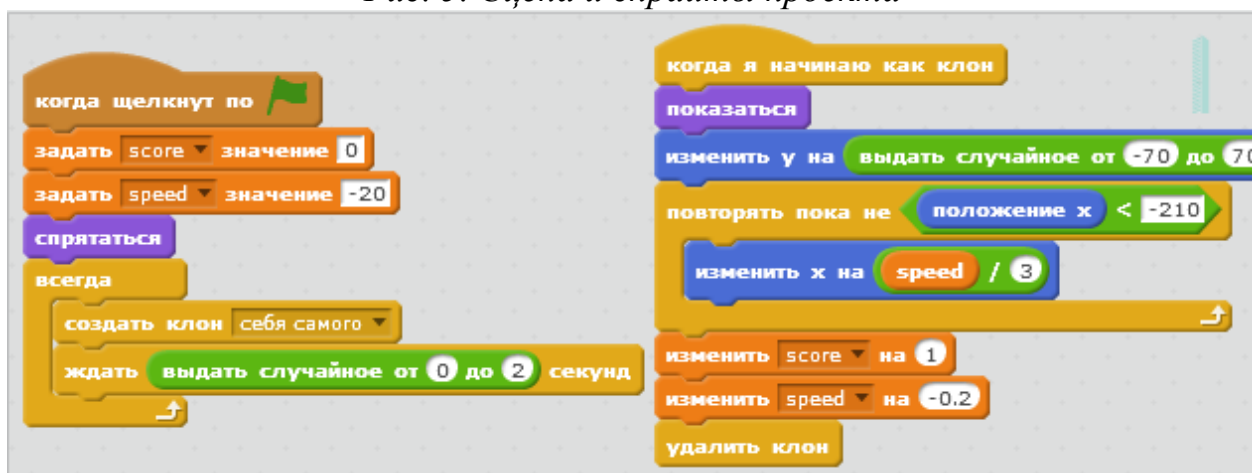 когда щелкнут по
задать score значение 0
задать speed значение -20
спрятаться
всегда
создать клон себя самого
ждать выдать случайное от 0 до 2 секунд
когда я начинаю как клон
показаться
изменить y на выдать случайное от -70 до 70
повторять пока не положение x < -210
изменить x на speed / 3
изменить score на 1
изменить speed на -0.2
удалить клон